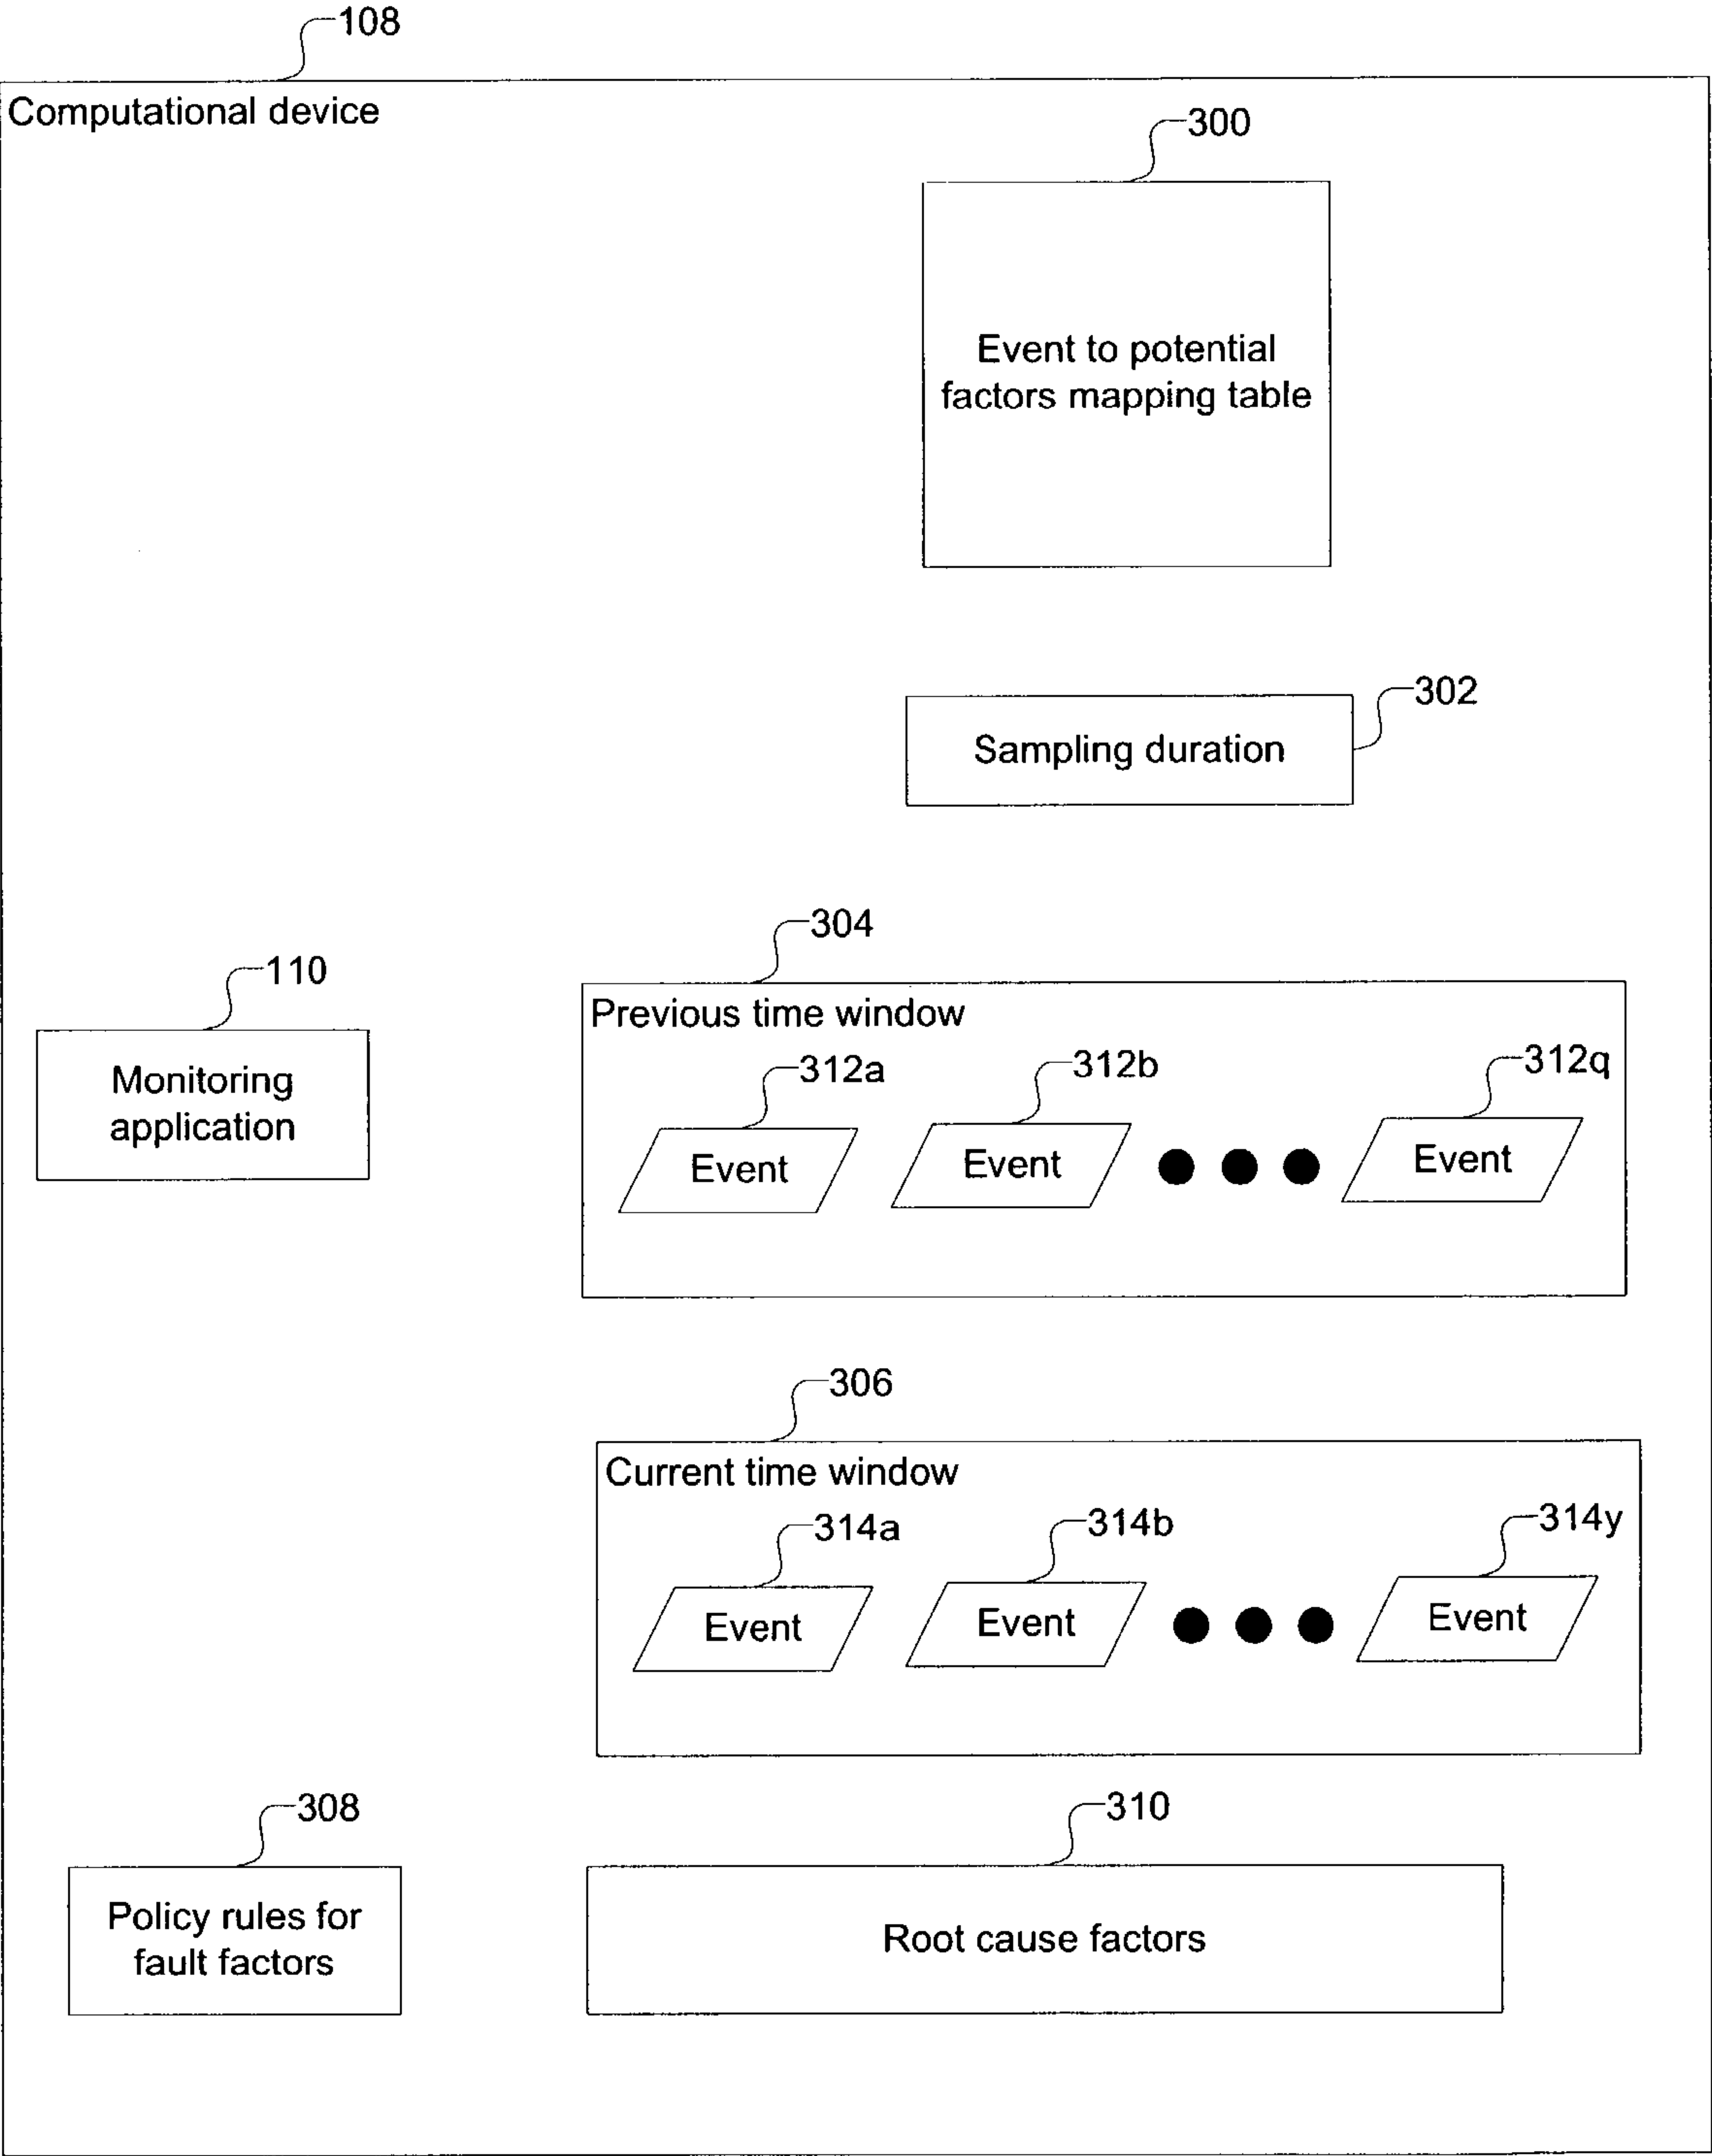 108
Computational device
300
Event to potential
factors mapping table
302
Sampling duration
304
110
Previous time window
Monitoring
application
312a
312b
312q
Event
Event
Event
306
Current time window
314a
314b
314y
Event
Event
Event
308
310
Policy rules for
fault factors
Root cause factors